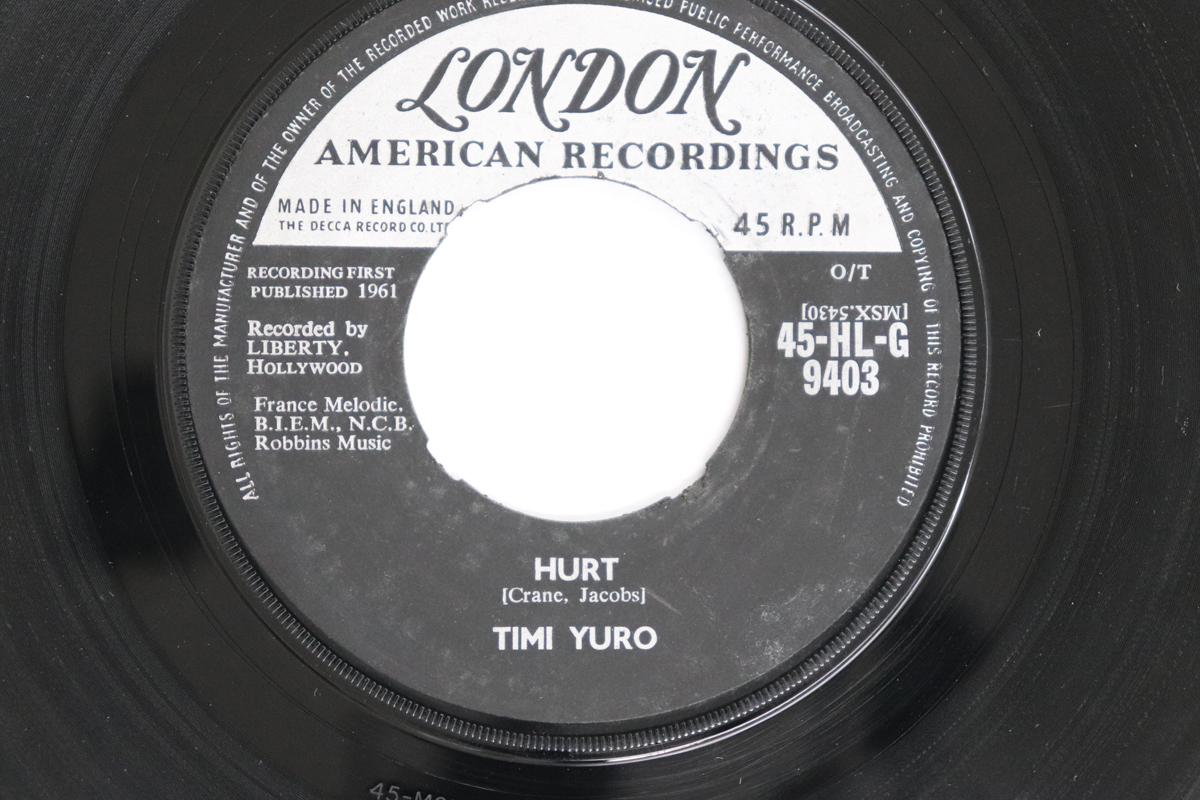 ALL RIGHTS OF THE MANUFACTURER AND OF THE OWNER OF THE RECORDED WORK PUBLIC PERFORMANCE BROADCASTING AND COPYING OF THIS RECORD PROHIBITED
LONDON
AMERICAN RECORDINGS
MADE IN ENGLAND
THE DECCA RECORD CO. LT
45 R.P.M
RECORDING FIRST
PUBLISHED 1961
Recorded by
LIBERTY,
HOLLYWOOD
France Melodic,
B.I.E.M., N.C.B.
Robbins Music
O/T
[MSX.5430]
45-HL-G
9403
HURT
[Crane, Jacobs]
TIMI YURO